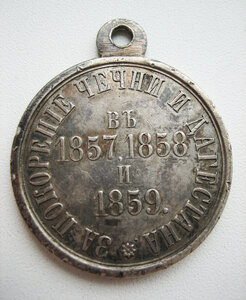 ЗА ПОКОРЕНІЕ ЧЕЧНИ И ДАГЕСТАНА
ВЪ
1857, 1858
И
1859.